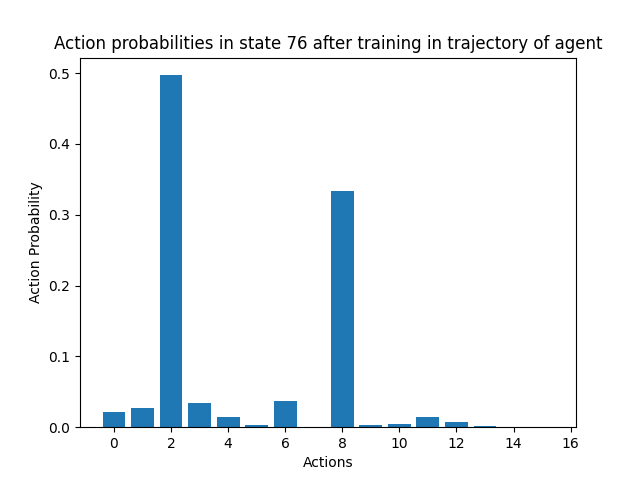 Action probabilities in state 76 after training in trajectory of agent
0.5
0.4
0.3
0.2
0.1
0.0
Action Probability
0 2 4 6 8 10 12 14 16
Actions